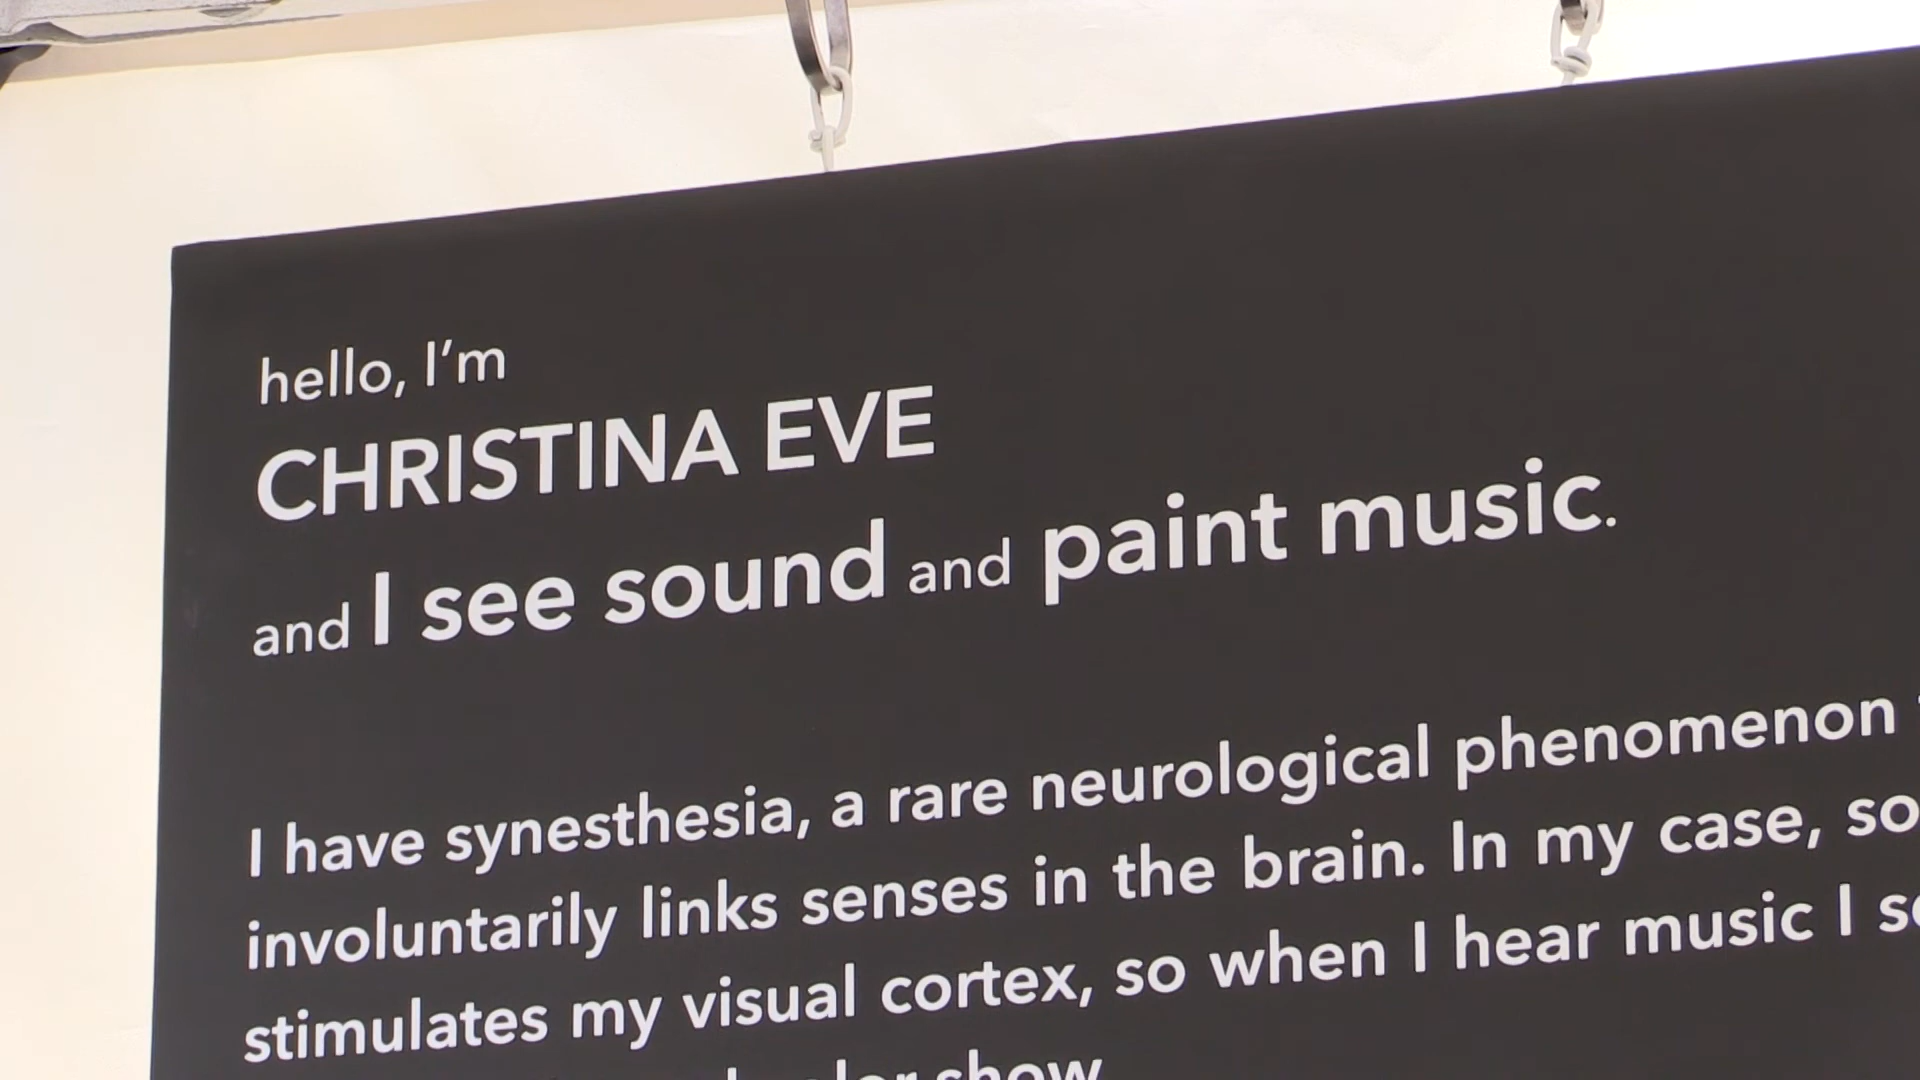 hello, I'm
CHRISTINA EVE
and I see sound and paint music.
I have synesthesia, a rare neurological phenomenon
involuntarily links senses in the brain. In my case,
stimulates my visual cortex, so when I hear music I
show